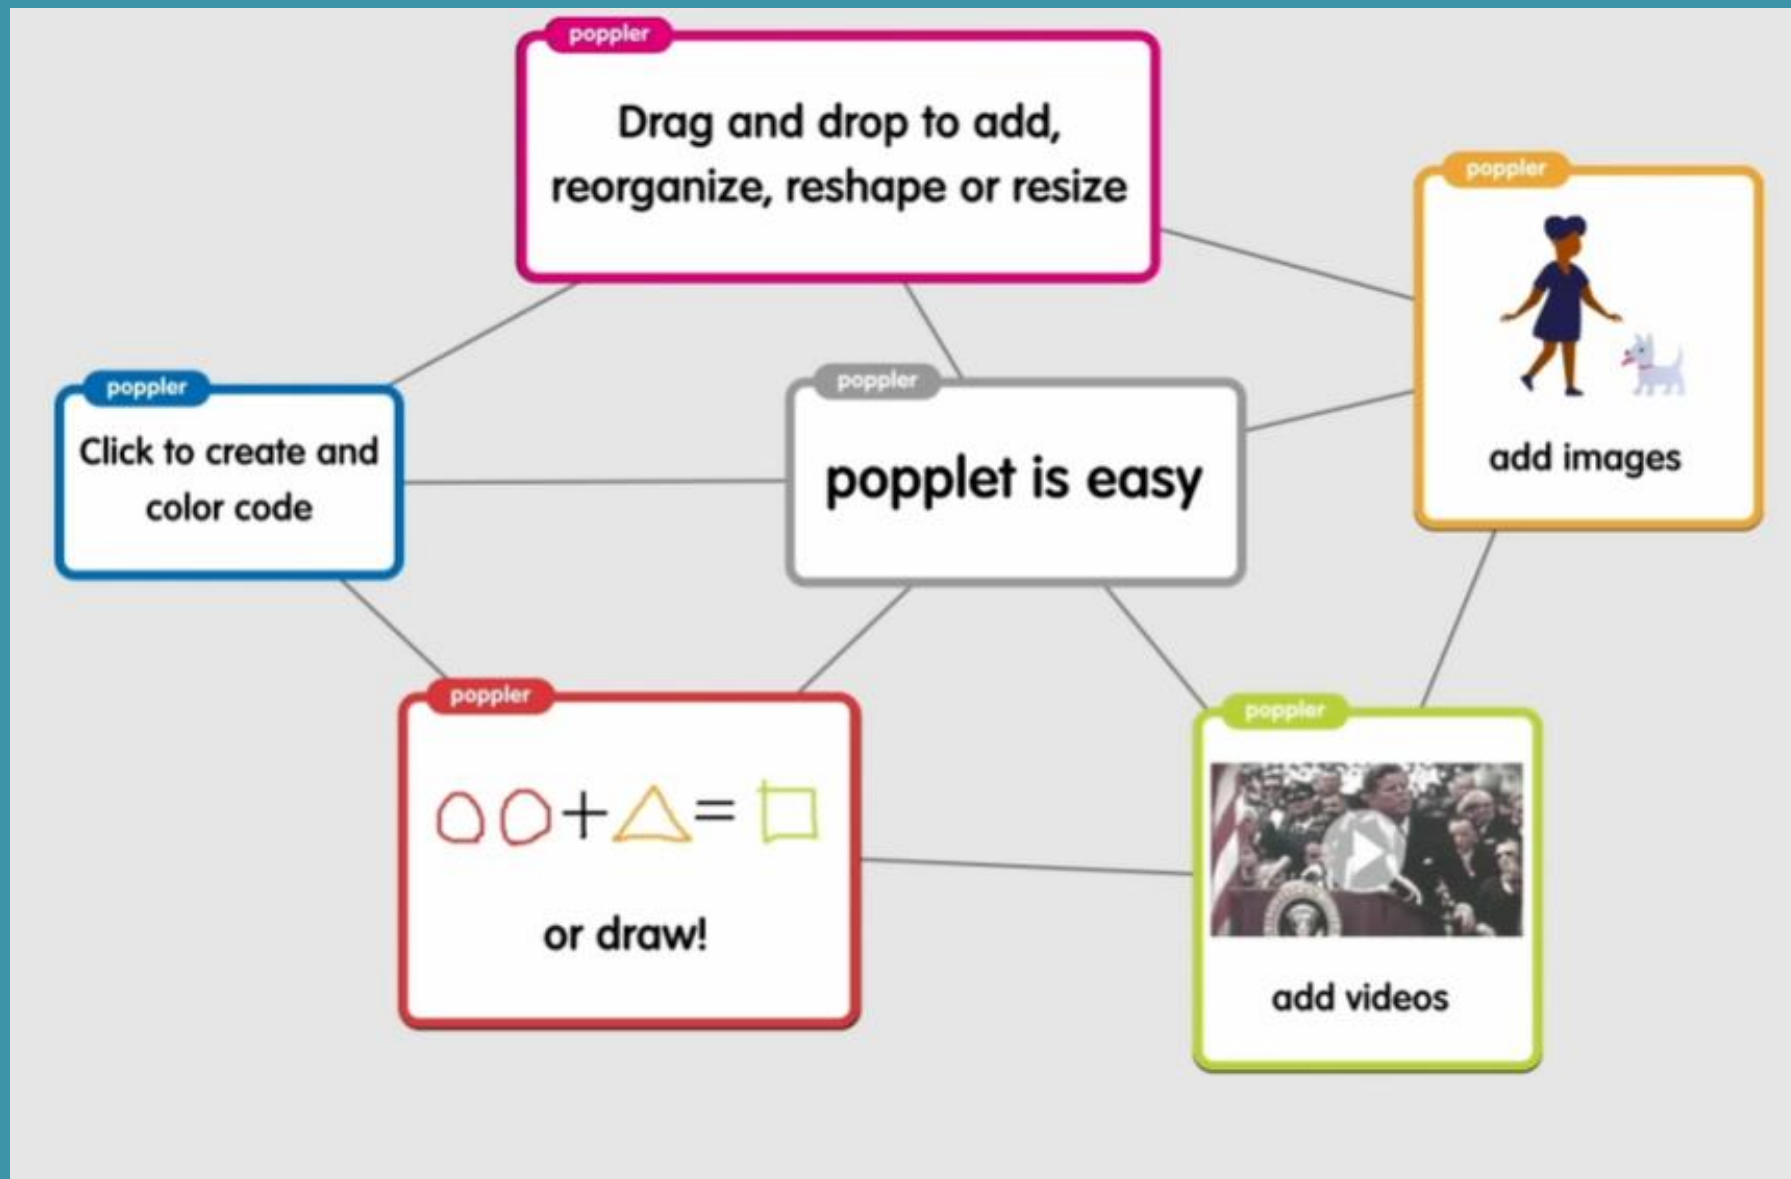 poppler
Drag and drop to add,
reorganize, reshape or resize
poppler
add images
poppler
Click to create and
color code
poppler
popplet is easy
poppler
+ =
or draw!
poppler
add videos